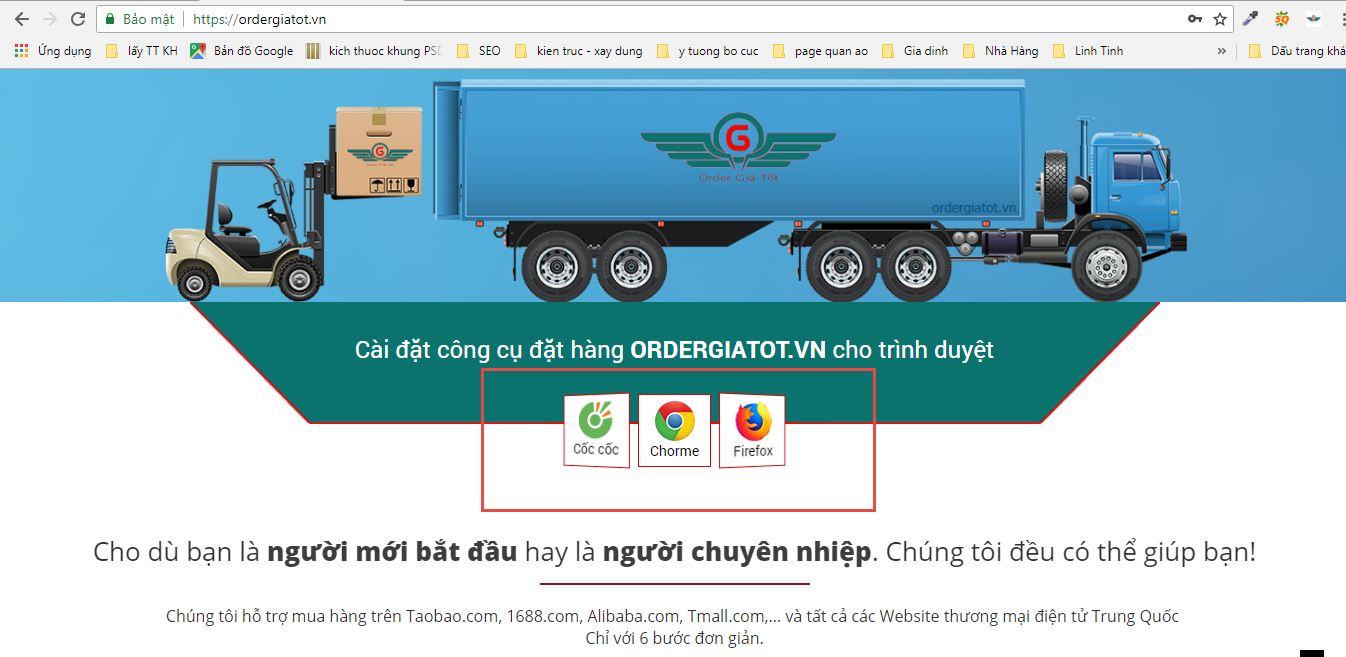 Bảo mật | https://ordergiatot.vn
Ứng dụng lấy TT KH Bản đồ Google kich thuoc khung PSD SEO kien truc - xay dung y tuong bo cuc page quan ao Gia dinh Nhà Hàng Linh Tinh » Dấu trang khá
G
Order Giá Tốt
G
ordergiatot.vn
Cài đặt công cụ đặt hàng ORDERGIATOT.VN cho trình duyệt
Cốc cốc Chorme Firefox
Cho dù bạn là người mới bắt đầu hay là người chuyên nhiệp. Chúng tôi đều có thể giúp bạn!
Chúng tôi hỗ trợ mua hàng trên Taobao.com, 1688.com, Alibaba.com, Tmall.com,... và tất cả các Website thương mại điện tử Trung Quốc
Chỉ với 6 bước đơn giản.